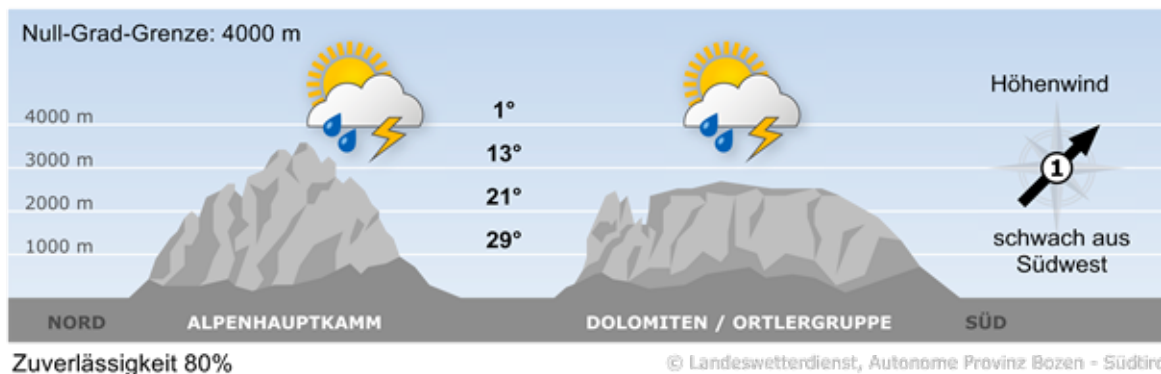 Null-Grad-Grenze: 4000 m
Höhenwind
4000 m
1°
3000 m
13°
1
2000 m
21°
1000 m
29°
schwach aus
Südwest
NORD
ALPENHAUPTKAMM
DOLOMITEN / ORTLERGRUPPE
SÜD
Zuverlässigkeit 80%
© Landeswetterdienst, Autonome Provinz Bozen - Südtiro